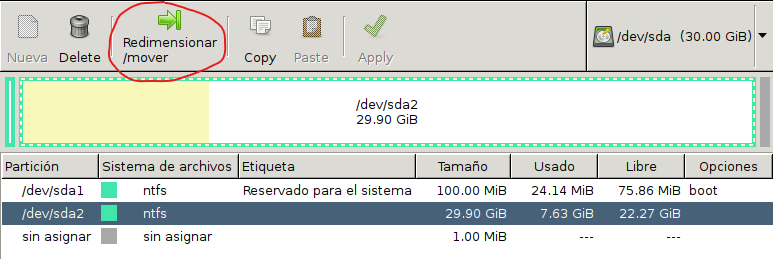 Nueva Delete Redimensionar /mover Copy Paste Apply /dev/sda (30.00 GiB)
/dev/sda2
29.90 GiB
Partición Sistema de archivos Etiqueta Tamaño Usado Libre Opciones
/dev/sda1 ntfs Reservado para el sistema 100.00 MiB 24.14 MiB 75.86 MiB boot
/dev/sda2 ntfs 29.90 GiB 7.63 GiB 22.27 GiB
sin asignar sin asignar 1.00 MiB --- ---